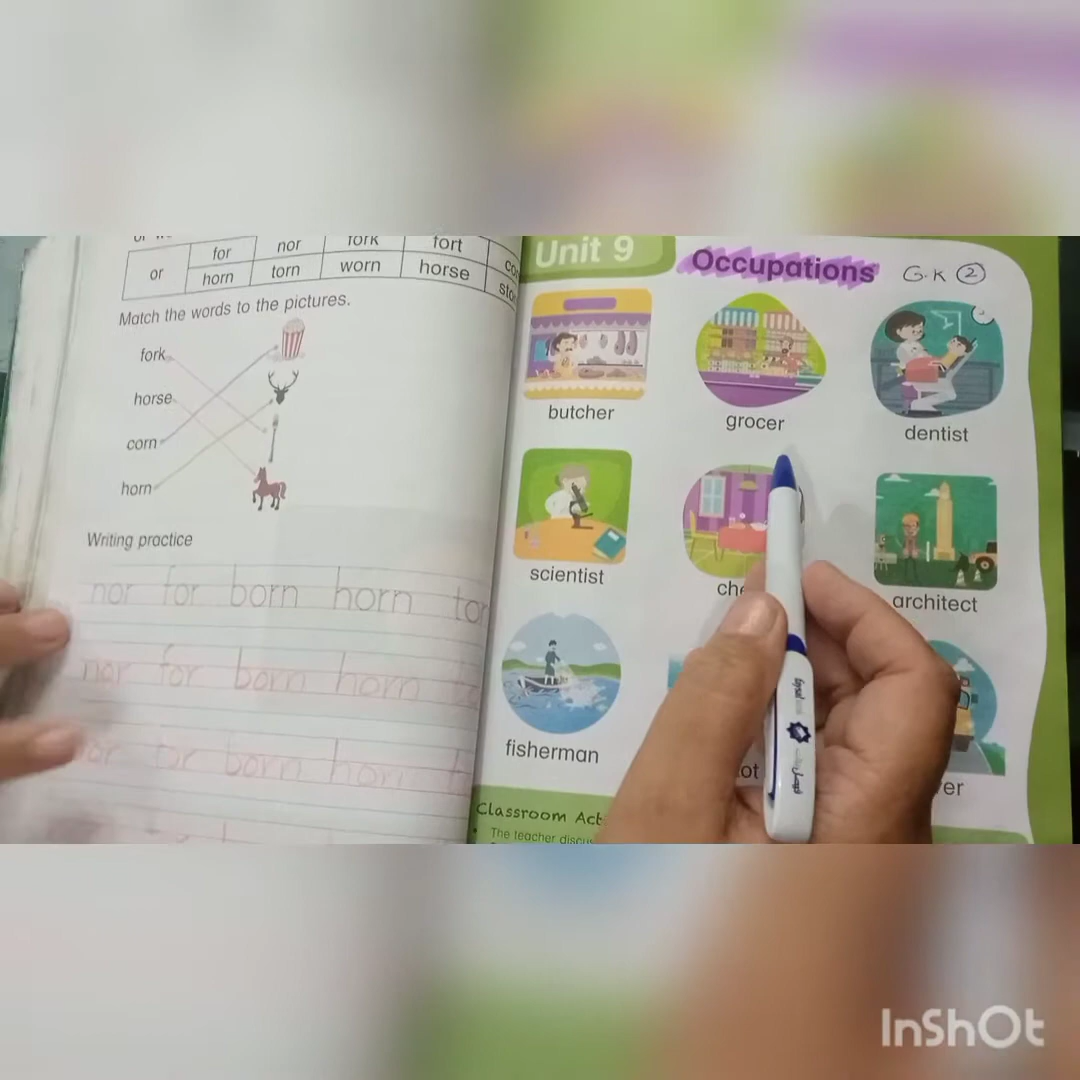 or
for
nor
fork
fort
horn
torn
worn
horse
Match the words to the pictures.
fork
horse
corn
horn
Writing practice
nor for born horn
nor for born horn
for born horn
Unit 9
Occupations G.K 2
butcher
grocer
dentist
scientist
architect
fisherman
Classroom
The teacher
InShOt